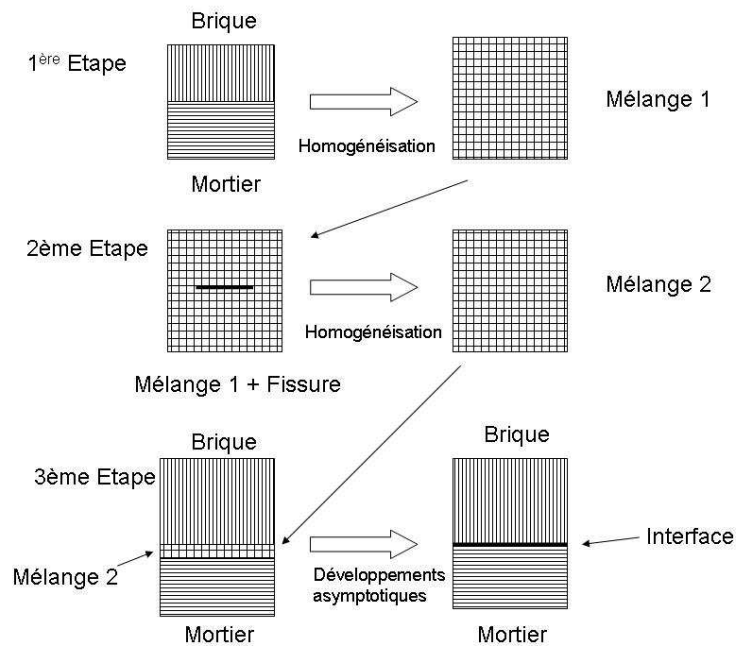 Brique
1ère Etape
Mélange 1
Homogénéisation
Mortier
2ème Etape
Mélange 2
Homogénéisation
Mélange 1 + Fissure
Brique
Brique
3ème Etape
Interface
Mélange 2
Développements
asymptotiques
Mortier
Mortier